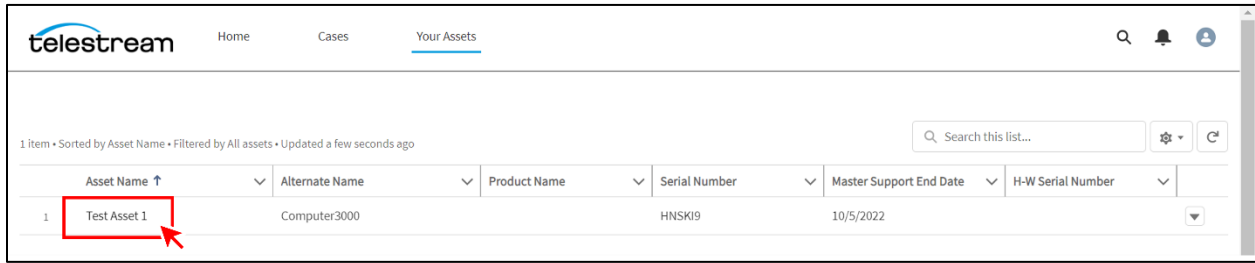 telestream Home Cases Your Assets
1 item • Sorted by Asset Name • Filtered by All assets • Updated a few seconds ago
Search this list...
Asset Name ↑ Alternate Name Product Name Serial Number Master Support End Date H-W Serial Number
1 Test Asset 1 Computer3000 HNSKI9 10/5/2022